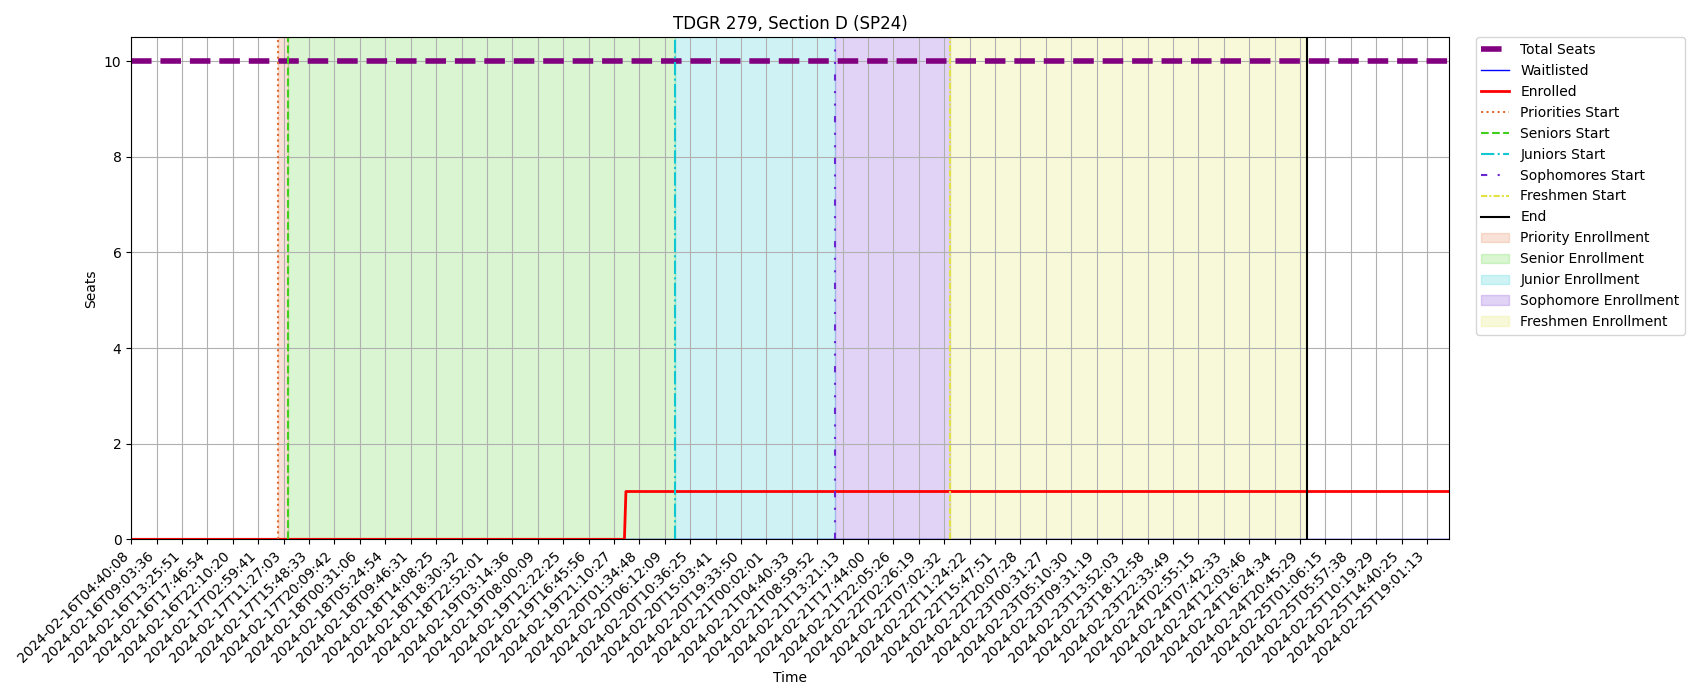 TDGR 279, Section D (SP24)
10
8
6
4
2
0
Seats
2024-02-16T04:40:08
2024-02-16T09:03:36
2024-02-16T13:25:51
2024-02-16T17:46:54
2024-02-16T22:10:20
2024-02-17T02:59:41
2024-02-17T11:27:03
2024-02-17T15:48:33
2024-02-17T20:09:42
2024-02-18T00:31:06
2024-02-18T05:24:54
2024-02-18T09:46:31
2024-02-18T14:08:25
2024-02-18T18:30:32
2024-02-18T22:52:01
2024-02-19T03:14:36
2024-02-19T08:00:09
2024-02-19T12:22:25
2024-02-19T16:45:56
2024-02-19T21:10:27
2024-02-20T01:34:48
2024-02-20T06:12:09
2024-02-20T10:36:25
2024-02-20T15:03:41
2024-02-20T19:33:50
2024-02-21T00:02:01
2024-02-21T04:40:33
2024-02-21T08:59:52
2024-02-21T13:21:13
2024-02-21T17:44:00
2024-02-21T22:05:26
2024-02-22T02:26:19
2024-02-22T07:02:32
2024-02-22T11:24:22
2024-02-22T15:47:51
2024-02-22T20:07:28
2024-02-23T00:31:27
2024-02-23T05:10:30
2024-02-23T09:31:19
2024-02-23T13:52:03
2024-02-23T18:12:58
2024-02-23T22:33:49
2024-02-24T02:55:15
2024-02-24T07:42:33
2024-02-24T12:03:46
2024-02-24T16:24:34
2024-02-24T20:45:29
2024-02-25T01:06:15
2024-02-25T05:57:38
2024-02-25T10:19:29
2024-02-25T14:40:25
2024-02-25T19:01:13
Time
Total Seats
Waitlisted
Enrolled
Priorities Start
Seniors Start
Juniors Start
Sophomores Start
Freshmen Start
End
Priority Enrollment
Senior Enrollment
Junior Enrollment
Sophomore Enrollment
Freshmen Enrollment